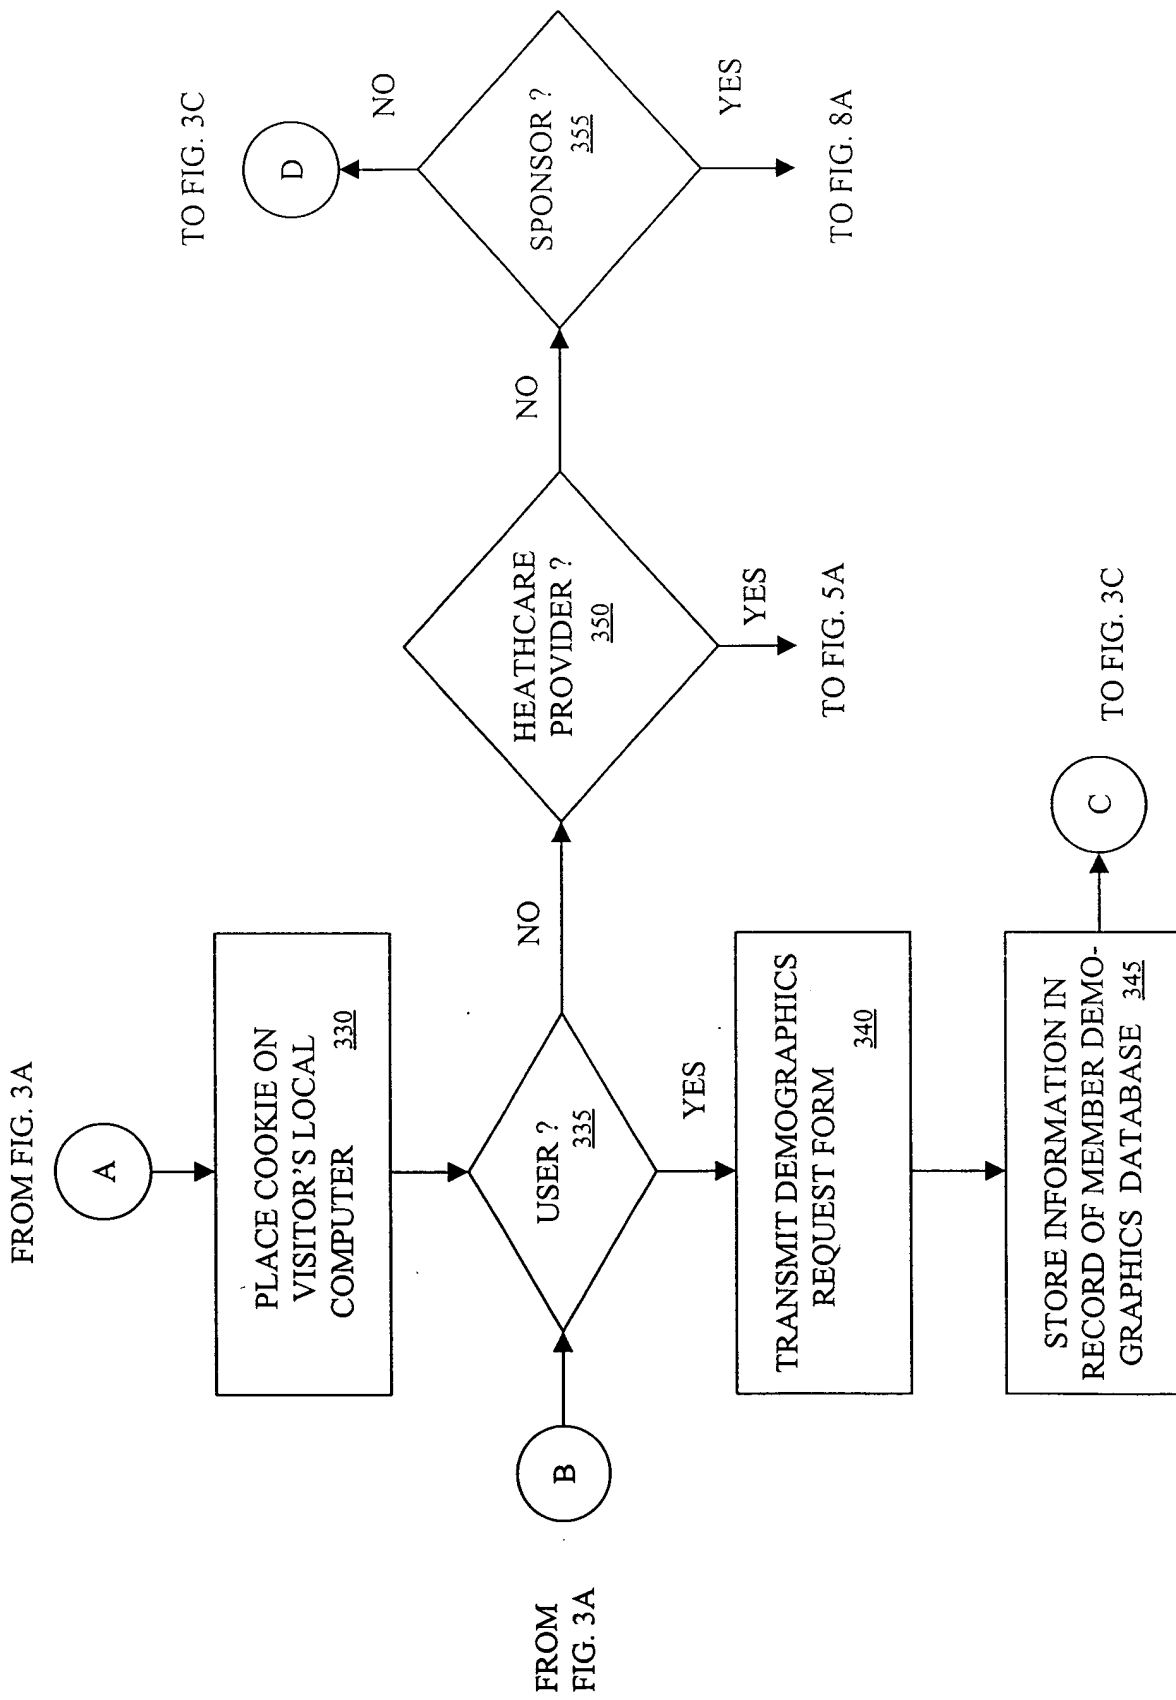 FROM FIG. 3A
A
PLACE COOKIE ON
VISITOR'S LOCAL
COMPUTER
330
FROM
FIG. 3A
B
USER ?
335
NO
YES
TRANSMIT DEMOGRAPHICS
REQUEST FORM
340
STORE INFORMATION IN
RECORD OF MEMBER DEMO-
GRAPHICS DATABASE 345
C
TO FIG. 3C
HEATHCARE
PROVIDER ?
350
YES
TO FIG. 5A
NO
SPONSOR ?
355
NO
D
TO FIG. 3C
YES
TO FIG. 8A